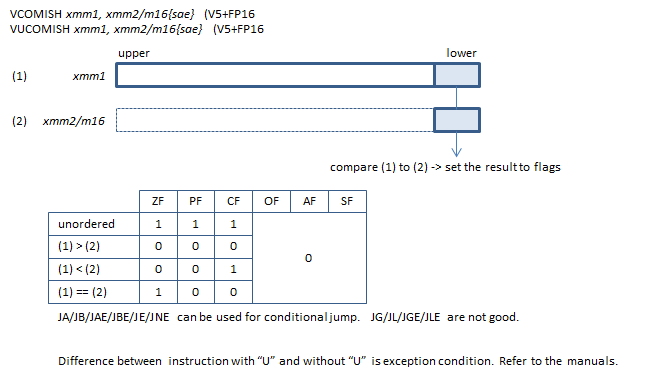 VCOMISH xmm1, xmm2/m16{sae} (V5+FP16
VUCOMISH xmm1, xmm2/m16{sae} (V5+FP16
upper lower
(1) xmm1
(2) xmm2/m16
compare (1) to (2) -> set the result to flags
ZF PF CF OF AF SF
unordered 1 1 1
(1) > (2) 0 0 0
0
(1) < (2) 0 0 1
(1) == (2) 1 0 0
JA/JB/JAE/JBE/JE/JNE can be used for conditional jump. JG/JL/JGE/JLE are not good.
Difference between instruction with “U” and without “U” is exception condition. Refer to the manuals.